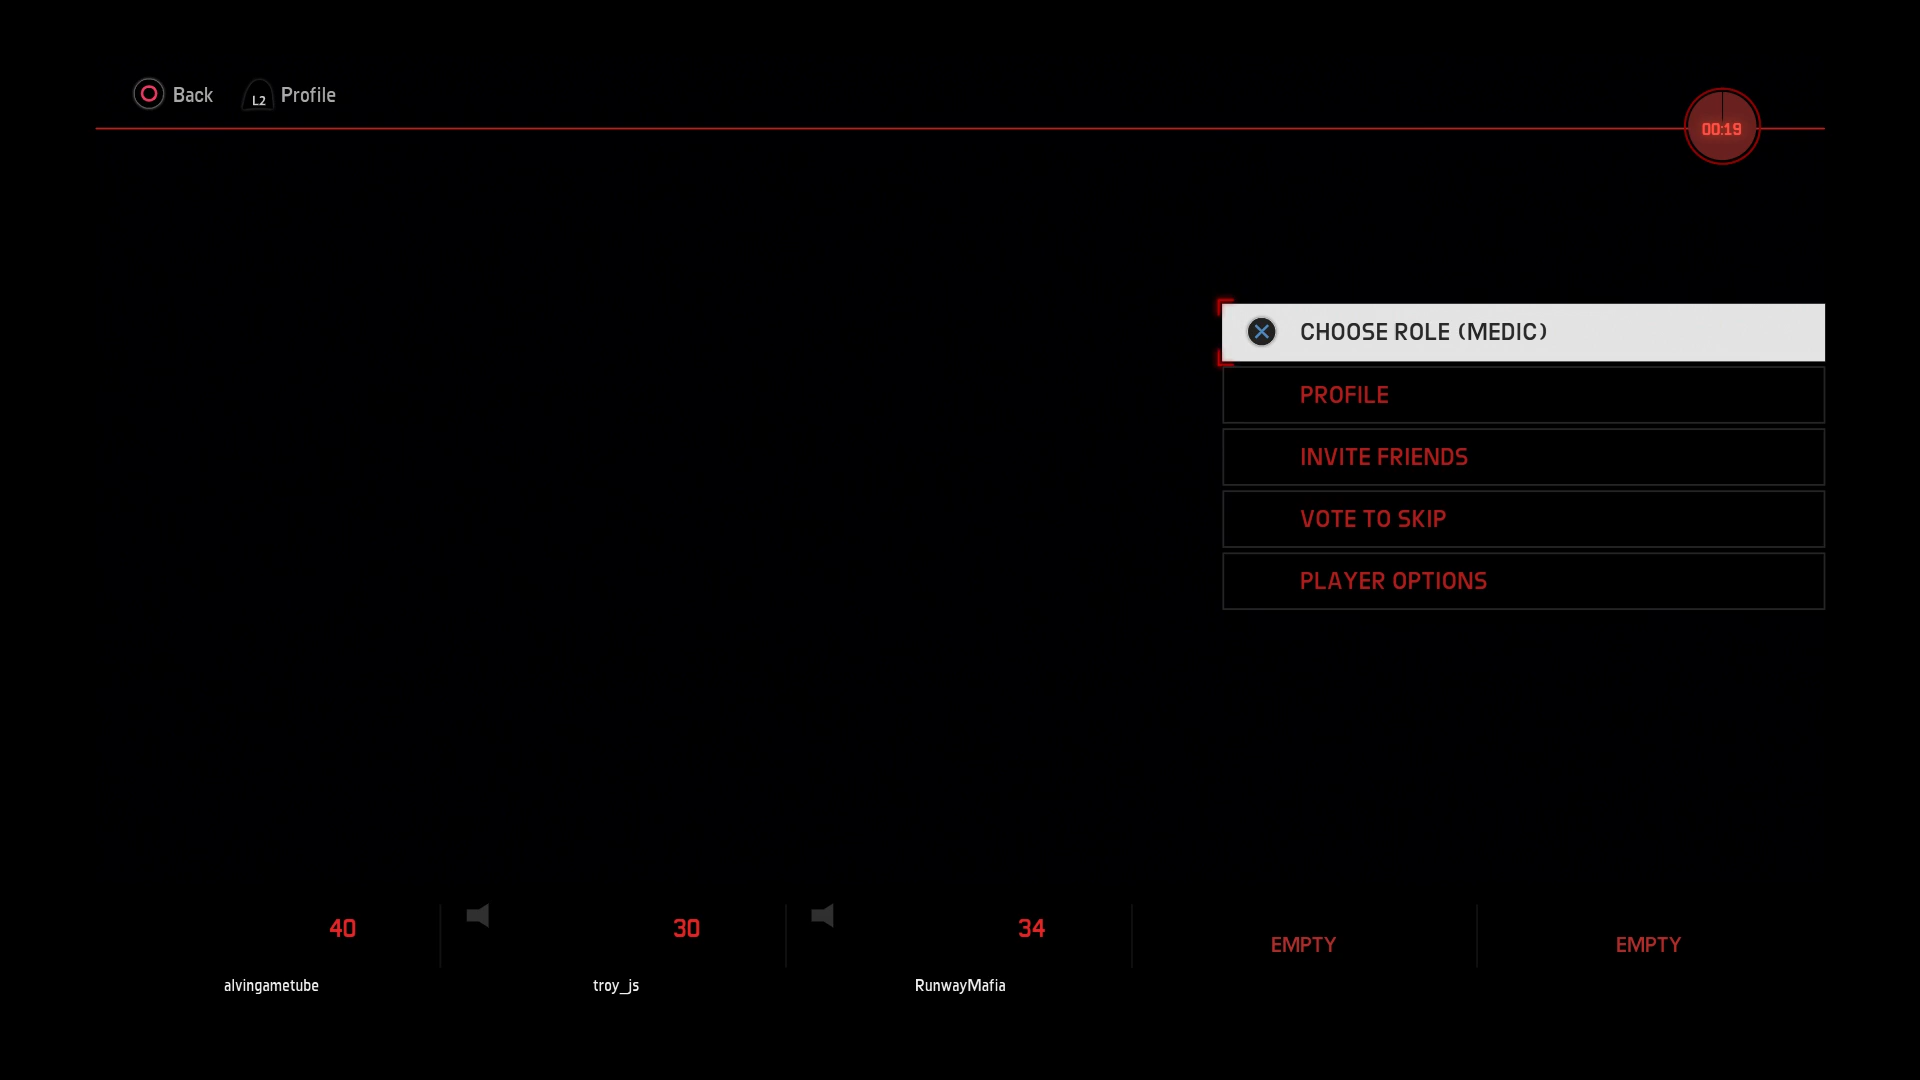 Back L2 Profile
00:19
CHOOSE ROLE (MEDIC)
PROFILE
INVITE FRIENDS
VOTE TO SKIP
PLAYER OPTIONS
40 30 34 EMPTY EMPTY
alvingametube troy_js RunwayMafia